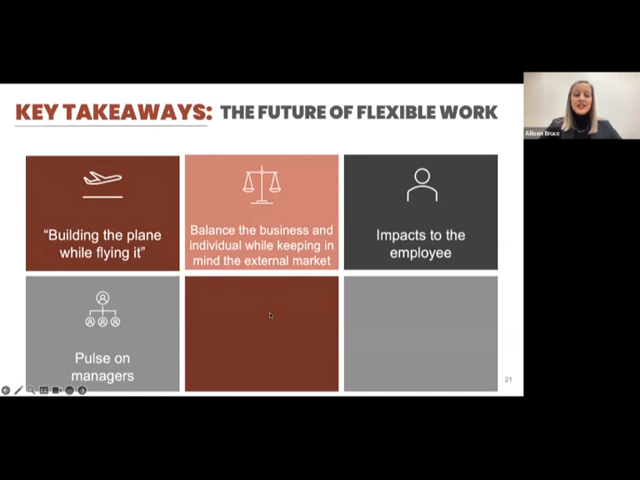 KEY TAKEAWAYS: THE FUTURE OF FLEXIBLE WORK
"Building the plane
while flying it"
Balance the business and
individual while keeping in
mind the external market
Impacts to the
employee
Pulse on
managers
21
Allison Bruce